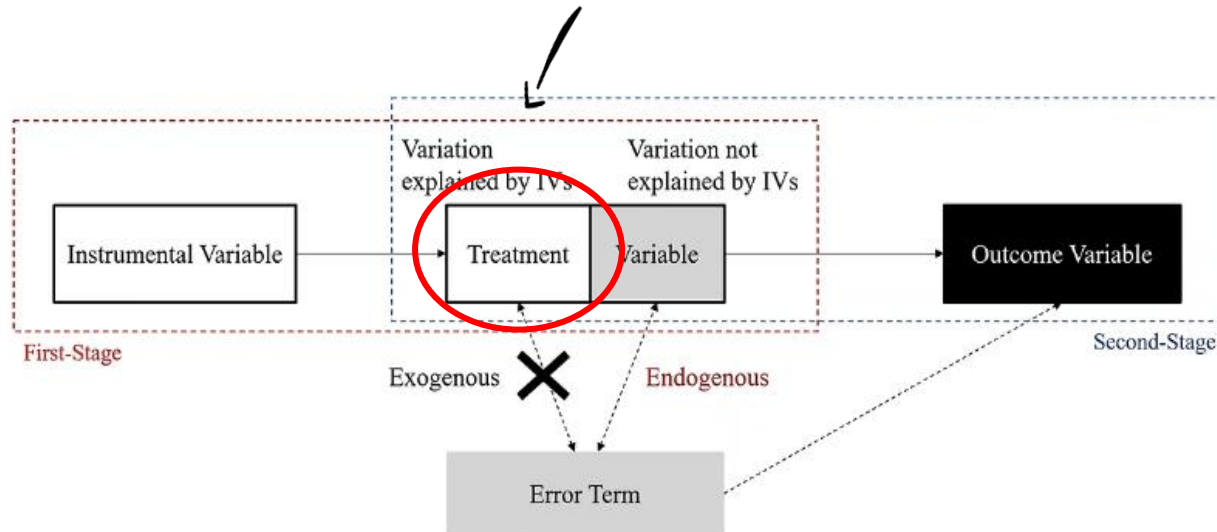 Variation
explained by IVs
Variation not
explained by IVs
Instrumental Variable
Treatment
Variable
Outcome Variable
First-Stage
Second-Stage
Exogenous
Endogenous
Error Term